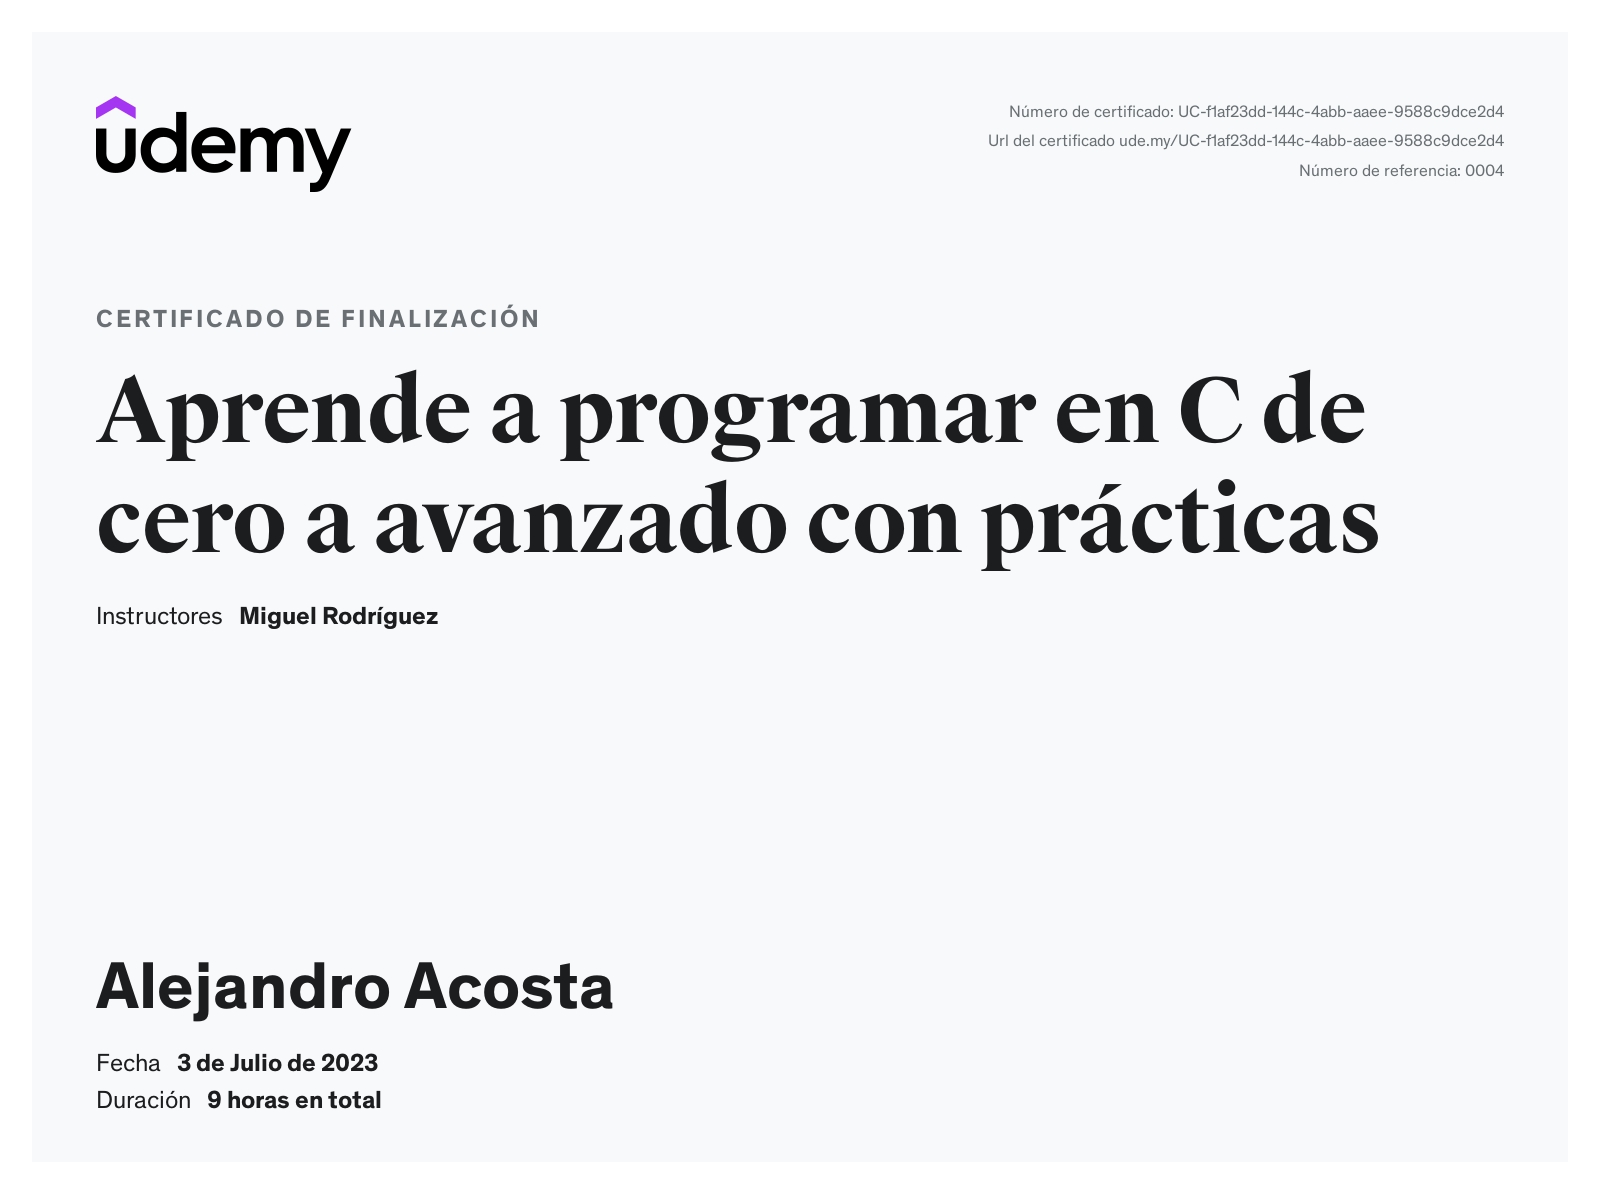 udemy
Número de certificado: UC-f1af23dd-144c-4abb-aaee-9588c9dce2d4
Url del certificado ude.my/UC-f1af23dd-144c-4abb-aaee-9588c9dce2d4
Número de referencia: 0004
CERTIFICADO DE FINALIZACIÓN
Aprende a programar en C de
cero a avanzado con prácticas
Instructores Miguel Rodríguez
Alejandro Acosta
Fecha 3 de Julio de 2023
Duración 9 horas en total